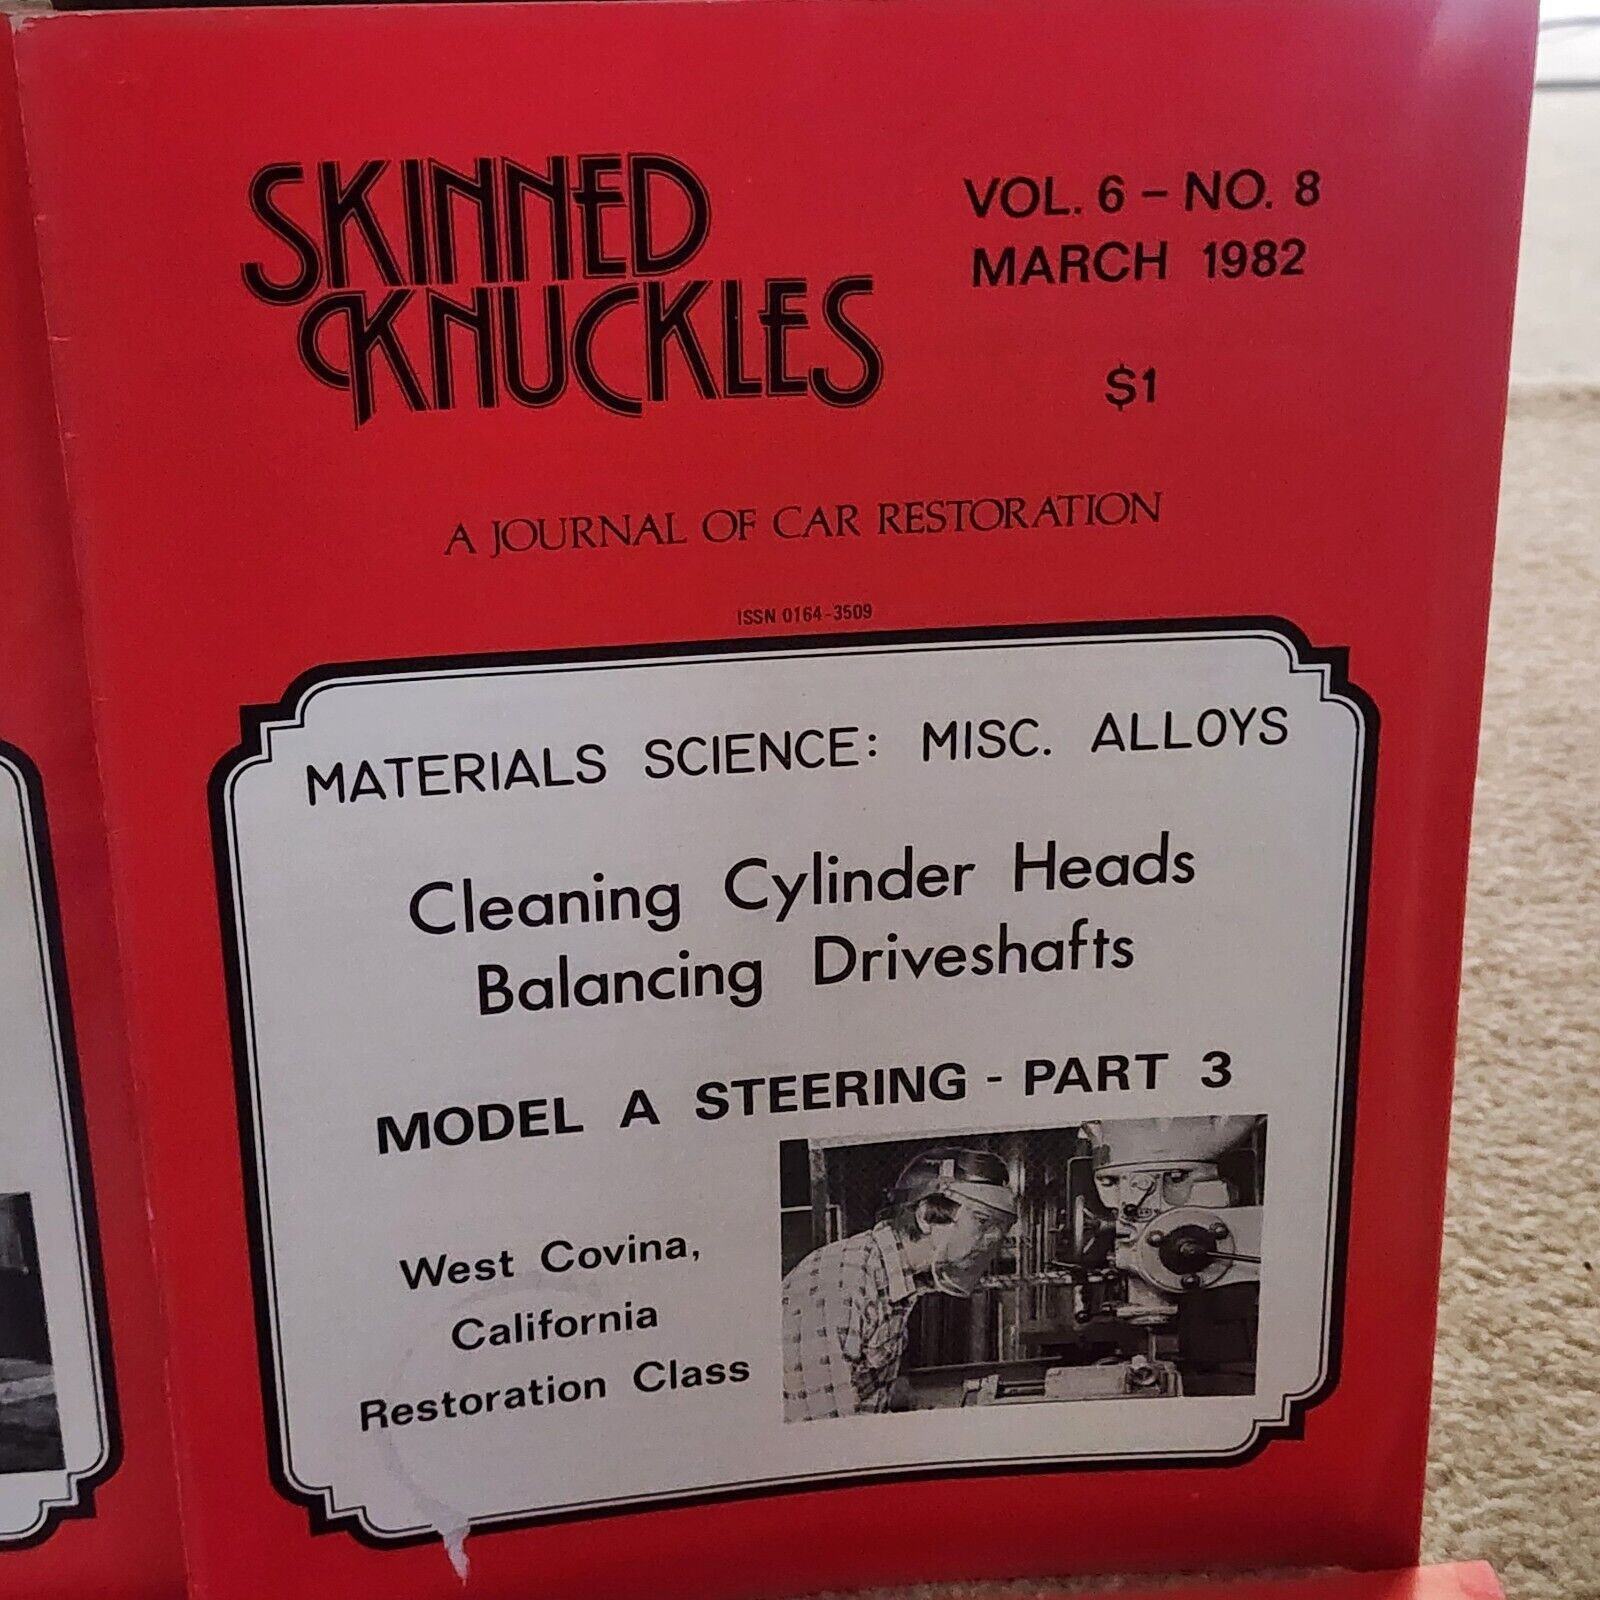 SKINNED
KNUCKLES
VOL. 6 – NO. 8
MARCH 1982
$1
A JOURNAL OF CAR RESTORATION
ISSN 0164-3509
MATERIALS SCIENCE: MISC. ALLOYS
Cleaning Cylinder Heads
Balancing Driveshafts
MODEL A STEERING - PART 3
West Covina,
California
Restoration Class